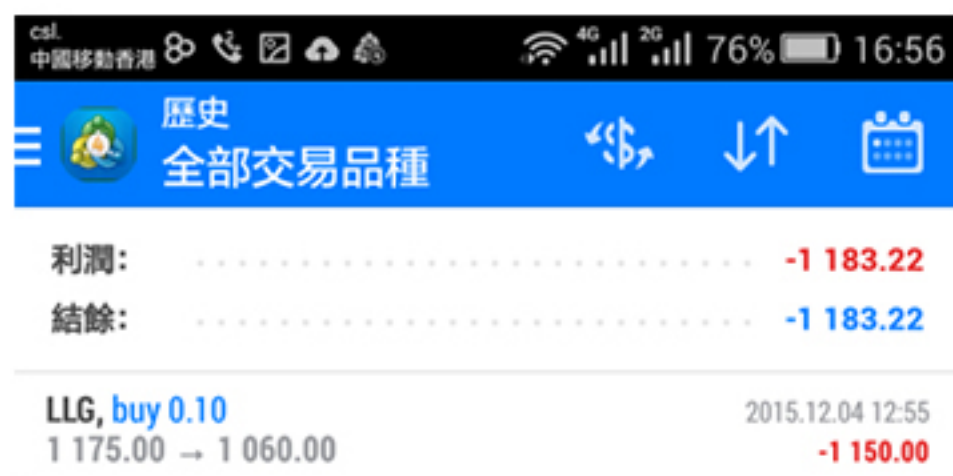 csl.
中國移動香港
4G 2G 76% 16:56
歷史
全部交易品種
利潤: -1 183.22
結餘: -1 183.22
LLG, buy 0.10 2015.12.04 12:55
1 175.00 → 1 060.00 -1 150.00